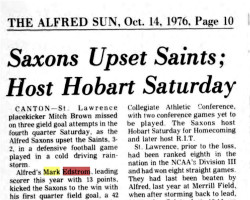 THE ALFRED SUN, Oct. 14, 1976, Page 10
Saxons Upset Saints;
Host Hobart Saturday
CANTON—St. Lawrence
placekicker Mitch Brown missed
on three field goal attempts in the
fourth quarter Saturday, as the
Alfred Saxons upset the Saints, 3-
2, in a defensive football game
played in a cold driving rain-
storm.
Alfred's Mark Edstrom, leading
scorer this year with 13 points,
kicked the Saxons to the win with
his first quarter field goal, a 42
Collegiate Athletic Conference,
with two conference games yet to
be played. The Saxons host
Hobart Saturday for Homecoming
and later host R.I.T.
St. Lawrence, prior to the loss,
had been ranked eighth in the
nation in the NCAA's Division III
and had won eight straight games.
They had last been beaten by
Alfred, last year at Merrill Field,
when after storming back to lead,